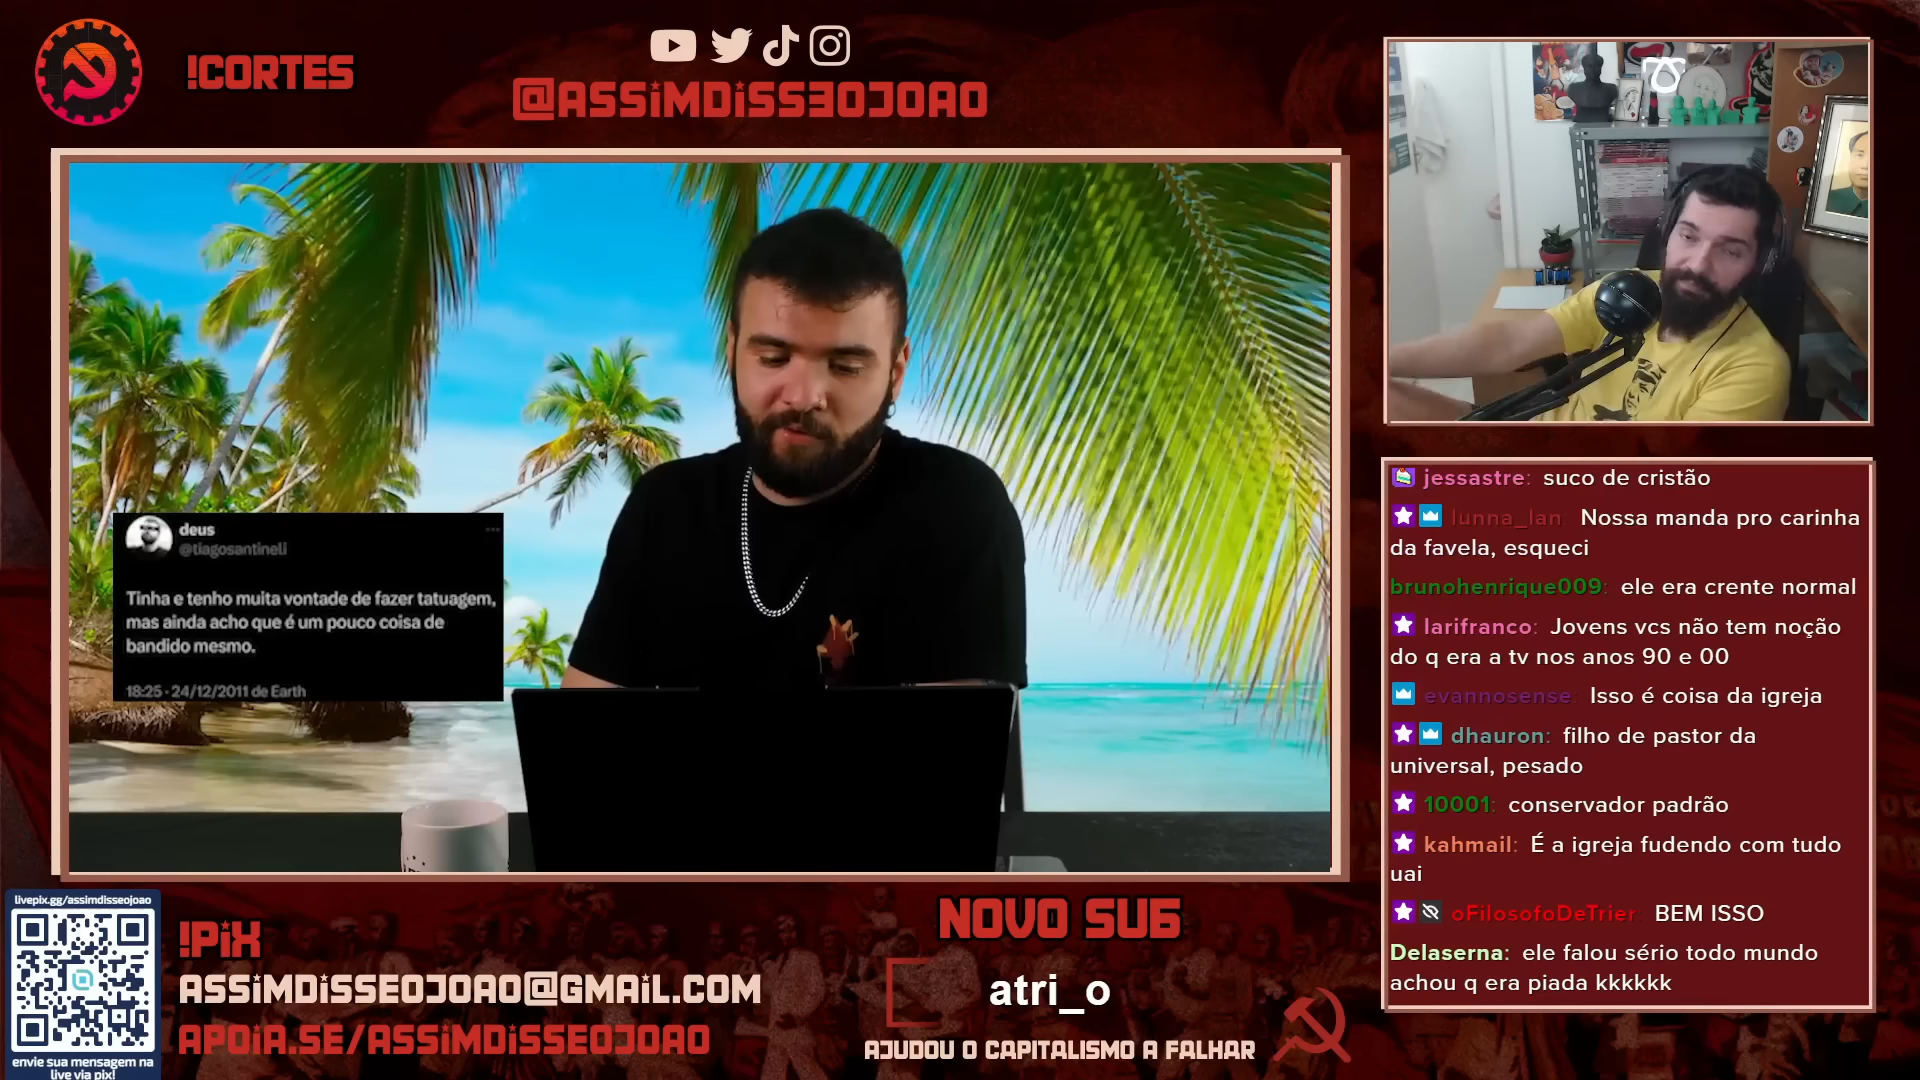 !CORTES
@ASSIMDISSEOJOAO
deus
@tiagosantineli
Tinha e tenho muita vontade de fazer tatuagem,
mas ainda acho que é um pouco coisa de
bandido mesmo.
18:25 · 24/12/2011 de Earth
jessastre: suco de cristão
lunna_lan: Nossa manda pro carinha
da favela, esqueci
brunohenrique009: ele era crente normal
larifranco: Jovens vcs não tem noção
do q era a tv nos anos 90 e 00
evannosense: Isso é coisa da igreja
dhauron: filho de pastor da
universal, pesado
10001: conservador padrão
kahmail: É a igreja fudendo com tudo
uai
oFilosofoDeTrier: BEM ISSO
Delaserna: ele falou sério todo mundo
achou q era piada kkkkkk
livepix.gg/assimdisseojoao
envie sua mensagem na
live via pix!
!PIX
ASSIMDISSEOJOAO@GMAIL.COM
APOIA.SE/ASSIMDISSEOJOAO
NOVO SUB
atri_o
AJUDOU O CAPITALISMO A FALHAR